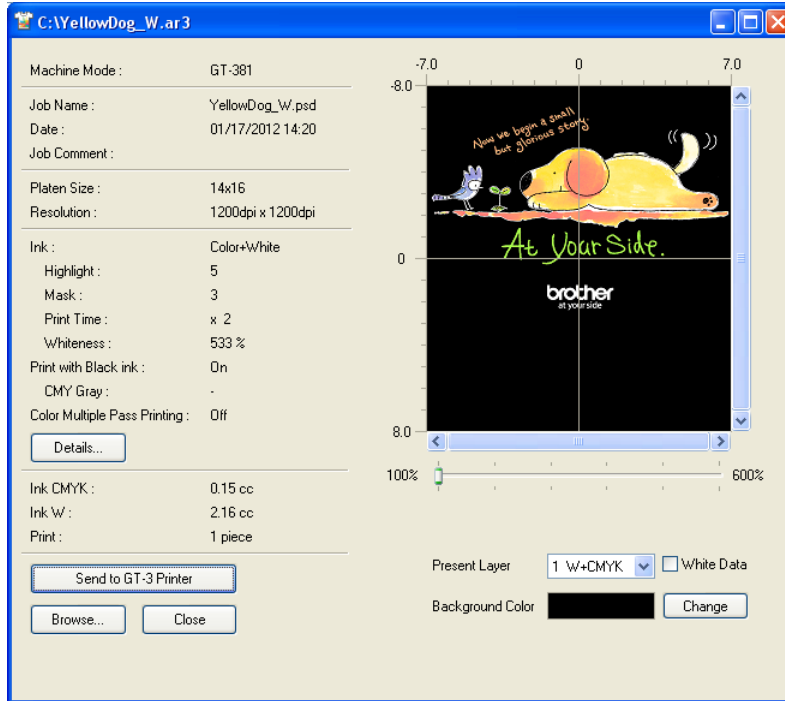 C:\YellowDog_W.ar3
Machine Mode : GT-381
Job Name : YellowDog_W.psd
Date : 01/17/2012 14:20
Job Comment :
Platen Size : 14x16
Resolution : 1200dpi x 1200dpi
Ink : Color+White
Highlight : 5
Mask : 3
Print Time : x 2
Whiteness : 533 %
Print with Black ink : On
CMY Gray : -
Color Multiple Pass Printing : Off
Details...
Ink CMYK : 0.15 cc
Ink W : 2.16 cc
Print : 1 piece
Send to GT-3 Printer
Browse... Close
-7.0 0 7.0
-8.0
Now we begin a small
but glorious story.
At Your Side.
0
brother
at your side
8.0
100% 600%
Present Layer 1 W+CMYK White Data
Background Color Change